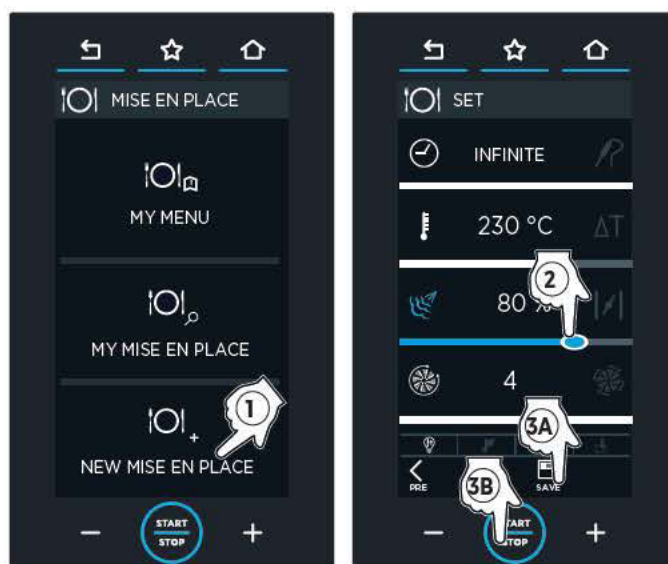 MISE EN PLACE
MY MENU
MY MISE EN PLACE
1
NEW MISE EN PLACE
START
STOP
SET
INFINITE
230 °C
ΔT
2
80 %
4
3A
3B
PRE
SAVE
START
STOP